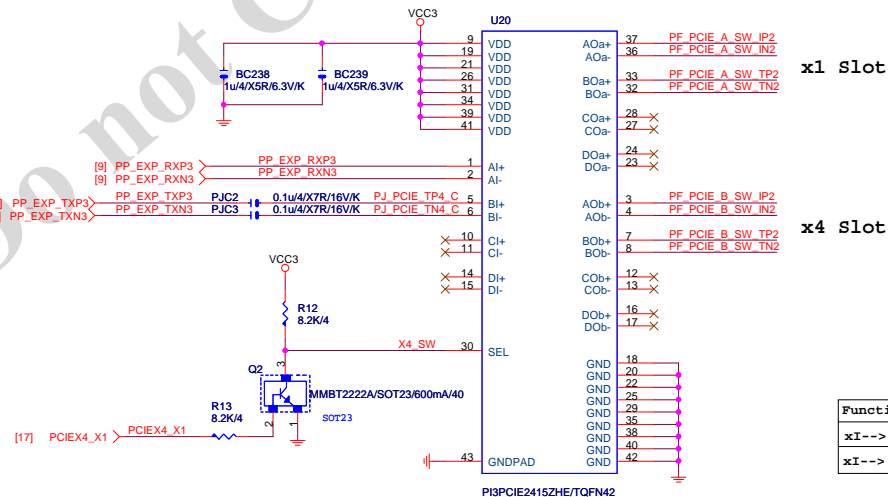 Do not C
VCC3
U20
BC238
1u/4/X5R/6.3V/K
BC239
1u/4/X5R/6.3V/K
9 VDD
19 VDD
21 VDD
26 VDD
31 VDD
34 VDD
39 VDD
41 VDD
AOa+ 37 PF_PCIE_A_SW_IP2
AOa- 36 PF_PCIE_A_SW_IN2
BOa+ 33 PF_PCIE_A_SW_TP2
BOa- 32 PF_PCIE_A_SW_TN2
x1 Slot
COa+ 28
COa- 27
DOa+ 24
DOa- 23
[9] PP_EXP_RXP3 PP_EXP_RXP3 1 AI+
[9] PP_EXP_RXN3 PP_EXP_RXN3 2 AI-
] PP_EXP_TXP3 PP_EXP_TXP3 PJC2 0.1u/4/X7R/16V/K PJ_PCIE_TP4_C 5 BI+
PP_EXP_TXN3 PP_EXP_TXN3 PJC3 0.1u/4/X7R/16V/K PJ_PCIE_TN4_C 6 BI-
AOb+ 3 PF_PCIE_B_SW_IP2
AOb- 4 PF_PCIE_B_SW_IN2
BOb+ 7 PF_PCIE_B_SW_TP2
BOb- 8 PF_PCIE_B_SW_TN2
x4 Slot
10 CI+
11 CI-
14 DI+
15 DI-
COb+ 12
COb- 13
DOb+ 16
DOb- 17
VCC3
R12
8.2K/4
X4_SW 30 SEL
Q2
3
MMBT2222A/SOT23/600mA/40
SOT23
2
1
R13
8.2K/4
[17] PCIEX4_X1 PCIEX4_X1
GND 18
GND 20
GND 22
GND 25
GND 29
GND 35
GND 38
GND 40
GND 42
43 GNDPAD
PI3PCIE2415ZHE/TQFN42
Functi
xI-->
xI-->